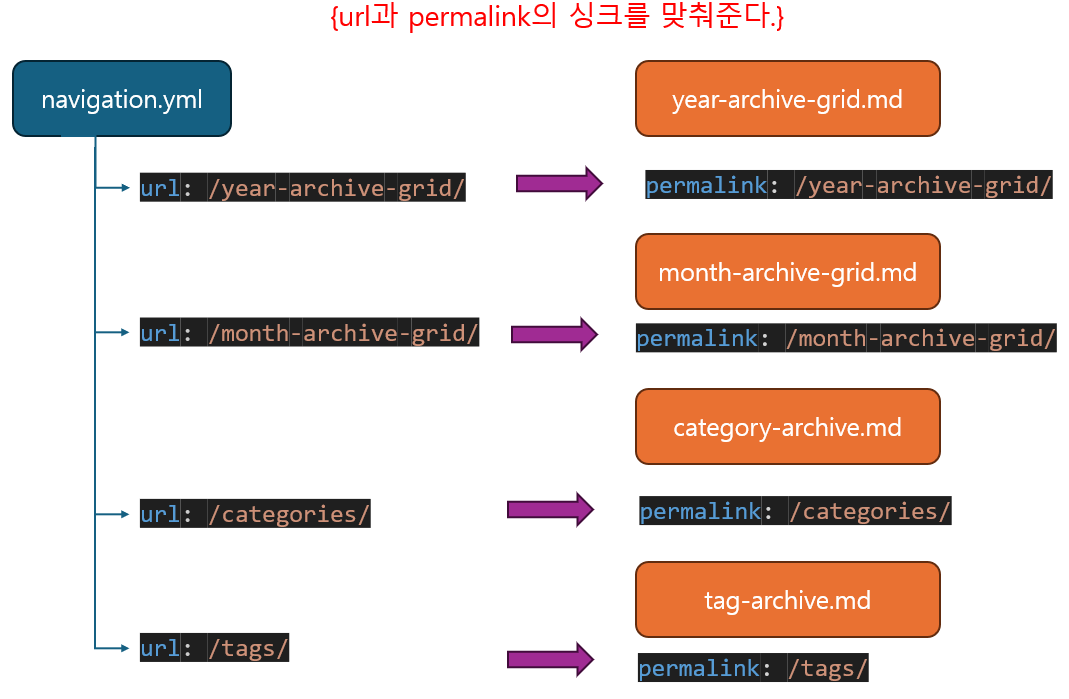 {url과 permalink의 싱크를 맞춰준다.}
navigation.yml
year-archive-grid.md
url: /year-archive-grid/
permalink: /year-archive-grid/
month-archive-grid.md
url: /month-archive-grid/
permalink: /month-archive-grid/
category-archive.md
url: /categories/
permalink: /categories/
tag-archive.md
url: /tags/
permalink: /tags/